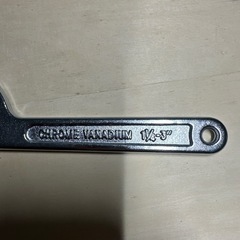 CHROME VANADIUM 1¼-3"